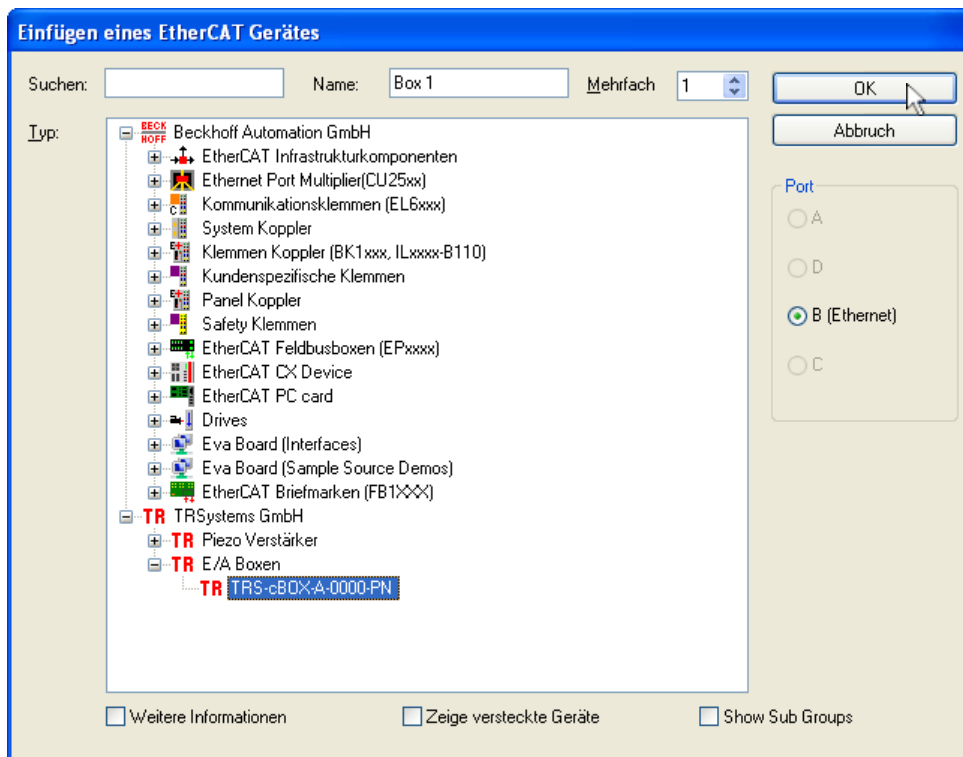 Einfügen eines EtherCAT Gerätes
Suchen: Name: Box 1 Mehrfach 1 OK
Abbruch
Typ:
BECK HOFF Beckhoff Automation GmbH
EtherCAT Infrastrukturkomponenten
Ethernet Port Multiplier(CU25xx)
Kommunikationsklemmen (EL6xxx)
System Koppler
Klemmen Koppler (BK1xxx, ILxxxx-B110)
Kundenspezifische Klemmen
Panel Koppler
Safety Klemmen
EtherCAT Feldbusboxen (EPxxxx)
EtherCAT CX Device
EtherCAT PC card
Drives
Eva Board (Interfaces)
Eva Board (Sample Source Demos)
EtherCAT Briefmarken (FB1XXX)
TR TRSystems GmbH
TR Piezo Verstärker
TR E/A Boxen
TR TRS-cBOX-A-0000-PN
Port
A
D
B (Ethernet)
C
Weitere Informationen Zeige versteckte Geräte Show Sub Groups